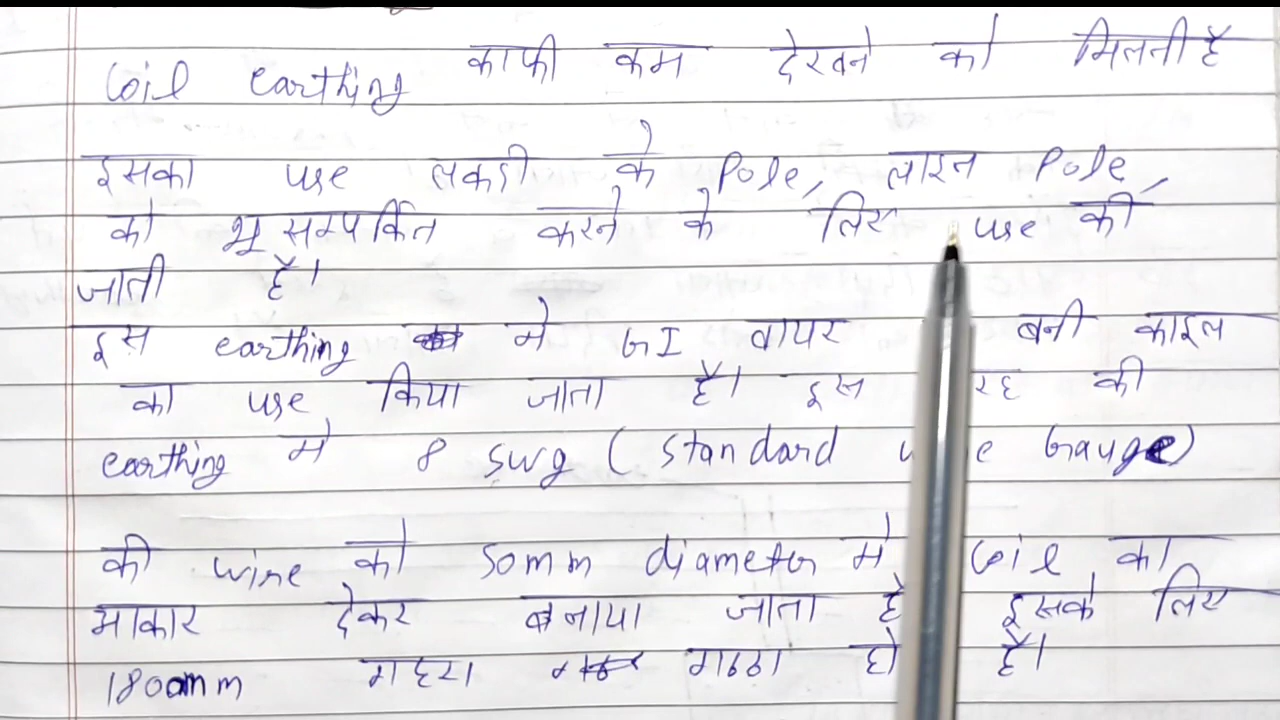 Coil earthing काफी कम देखने को मिलती है
इसका use लकडी के Pole, लाइन Pole,
को भू सम्पर्कित करने के लिए use की
जाती है।
इस earthing मे GI वायर बनी काइल
का use किया जाता है। इस रह की
earthing मे 8 swg (standard Gauge)
की wire को 50mm diameter मे Coil का
आकार देकर बनाया जाता है इसके लिए
1800mm गहरा गड्ढा हो है।